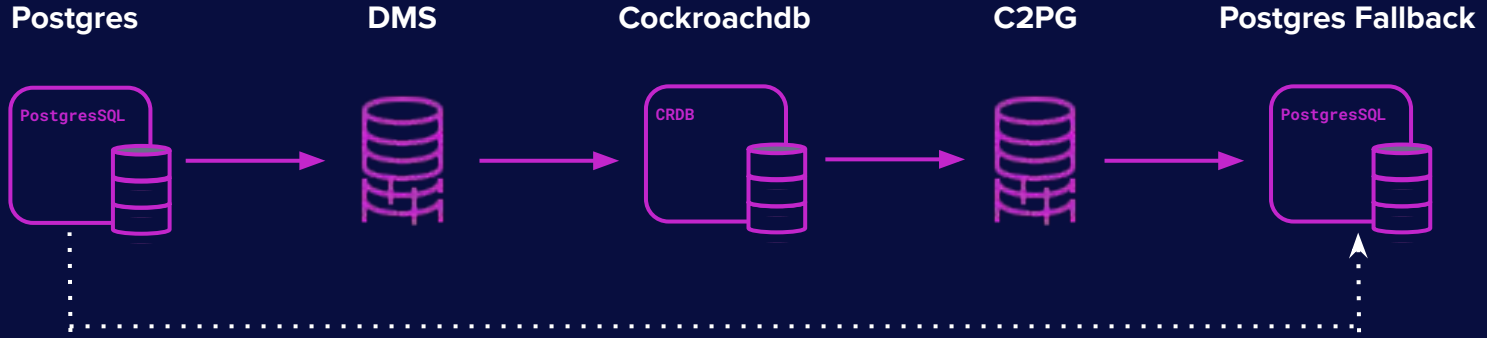 Postgres
DMS
Cockroachdb
C2PG
Postgres Fallback
PostgresSQL
CRDB
PostgresSQL